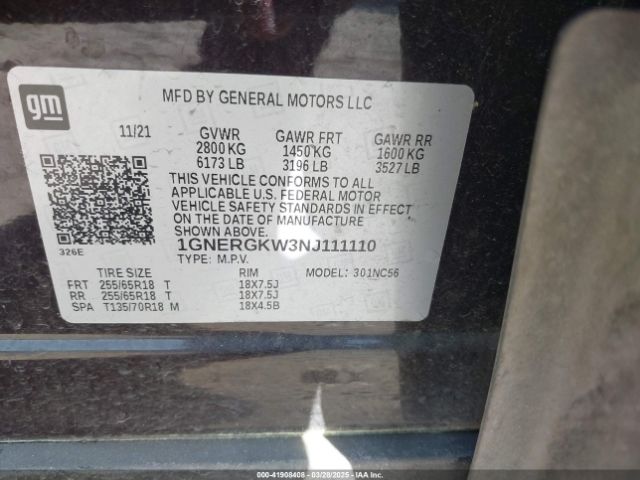 gm
MFD BY GENERAL MOTORS LLC
11/21 GVWR GAWR FRT GAWR RR
2800 KG 1450 KG 1600 KG
6173 LB 3196 LB 3527 LB
THIS VEHICLE CONFORMS TO ALL
APPLICABLE U.S. FEDERAL MOTOR
VEHICLE SAFETY STANDARDS IN EFFECT
ON THE DATE OF MANUFACTURE
SHOWN ABOVE.
326E
1GNERGKW3NJ111110
TYPE: M.P.V.
TIRE SIZE RIM MODEL: 301NC56
FRT 255/65R18 T 18X7.5J
RR 255/65R18 T 18X7.5J
SPA T135/70R18 M 18X4.5B
000-41908408 - 03/28/2025 - IAA Inc.